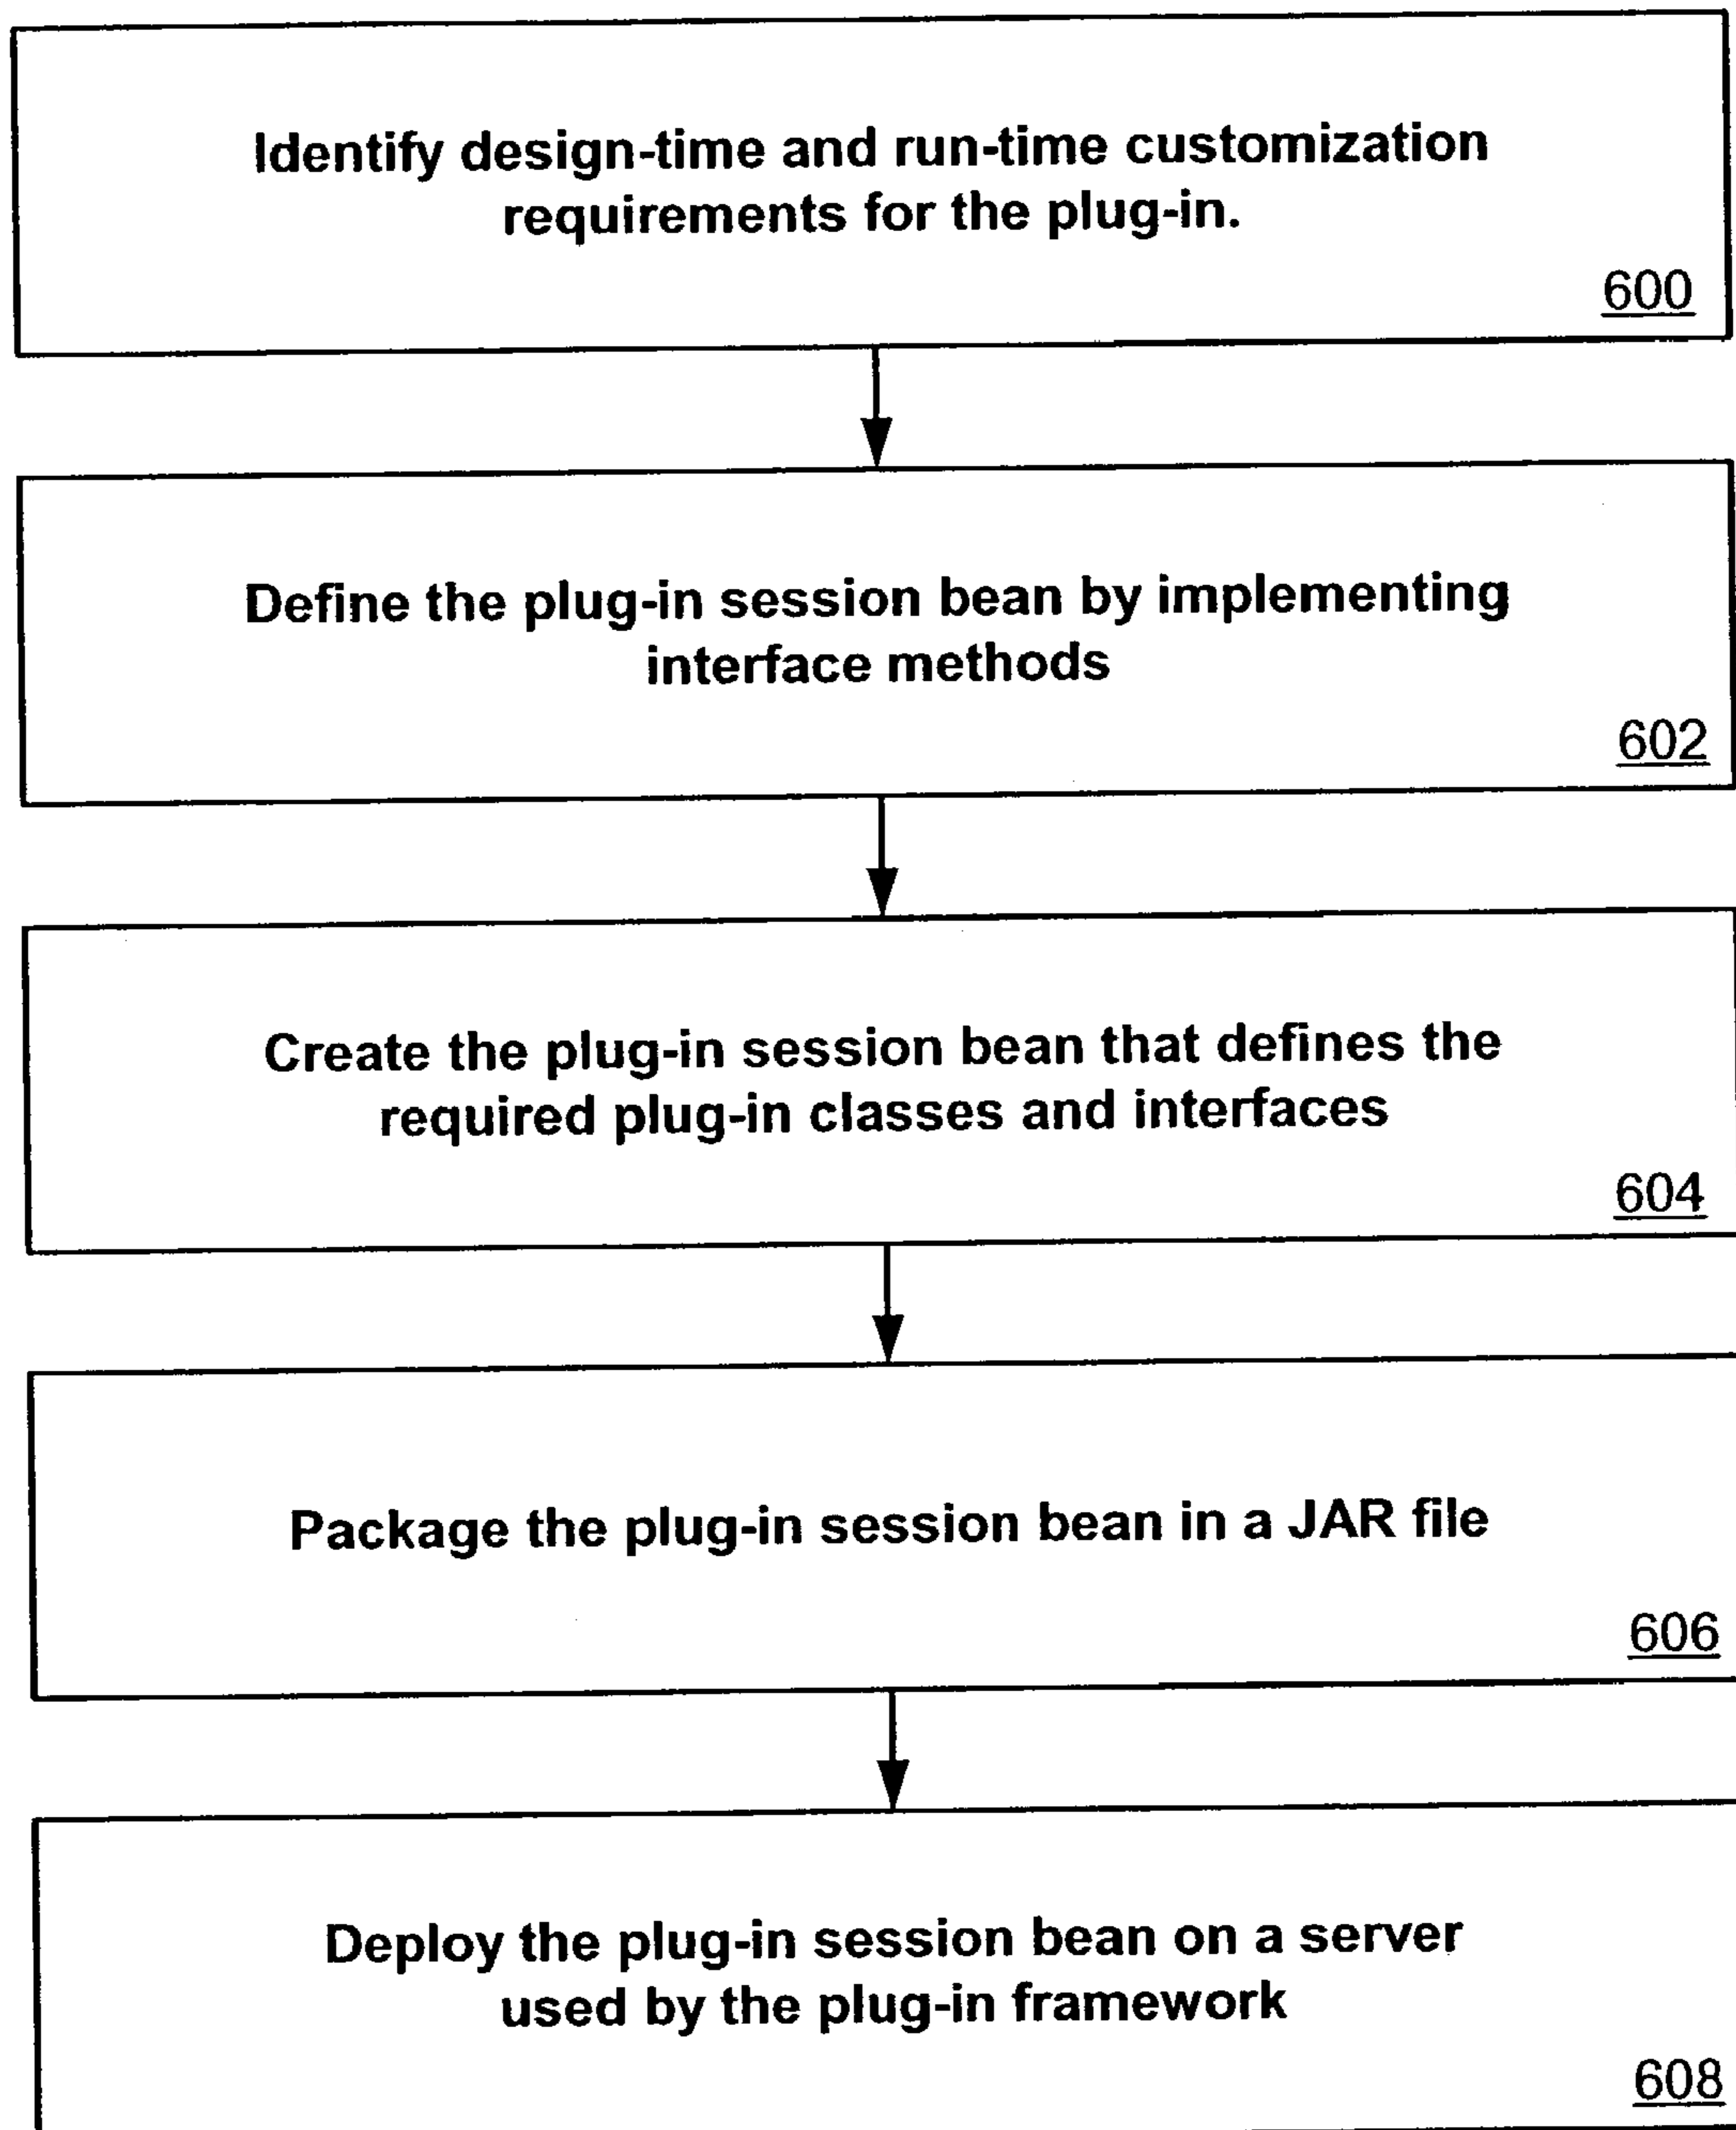 Identify design-time and run-time customization
requirements for the plug-in.
600
Define the plug-in session bean by implementing
interface methods
602
Create the plug-in session bean that defines the
required plug-in classes and interfaces
604
Package the plug-in session bean in a JAR file
606
Deploy the plug-in session bean on a server
used by the plug-in framework
608